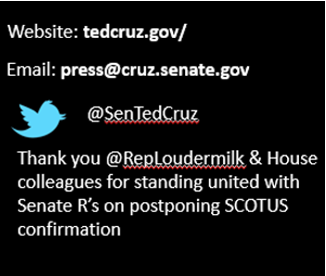 Website: tedcruz.gov/
Email: press@cruz.senate.gov
@SenTedCruz
Thank you @RepLoudermilk & House
colleagues for standing united with
Senate R’s on postponing SCOTUS
confirmation